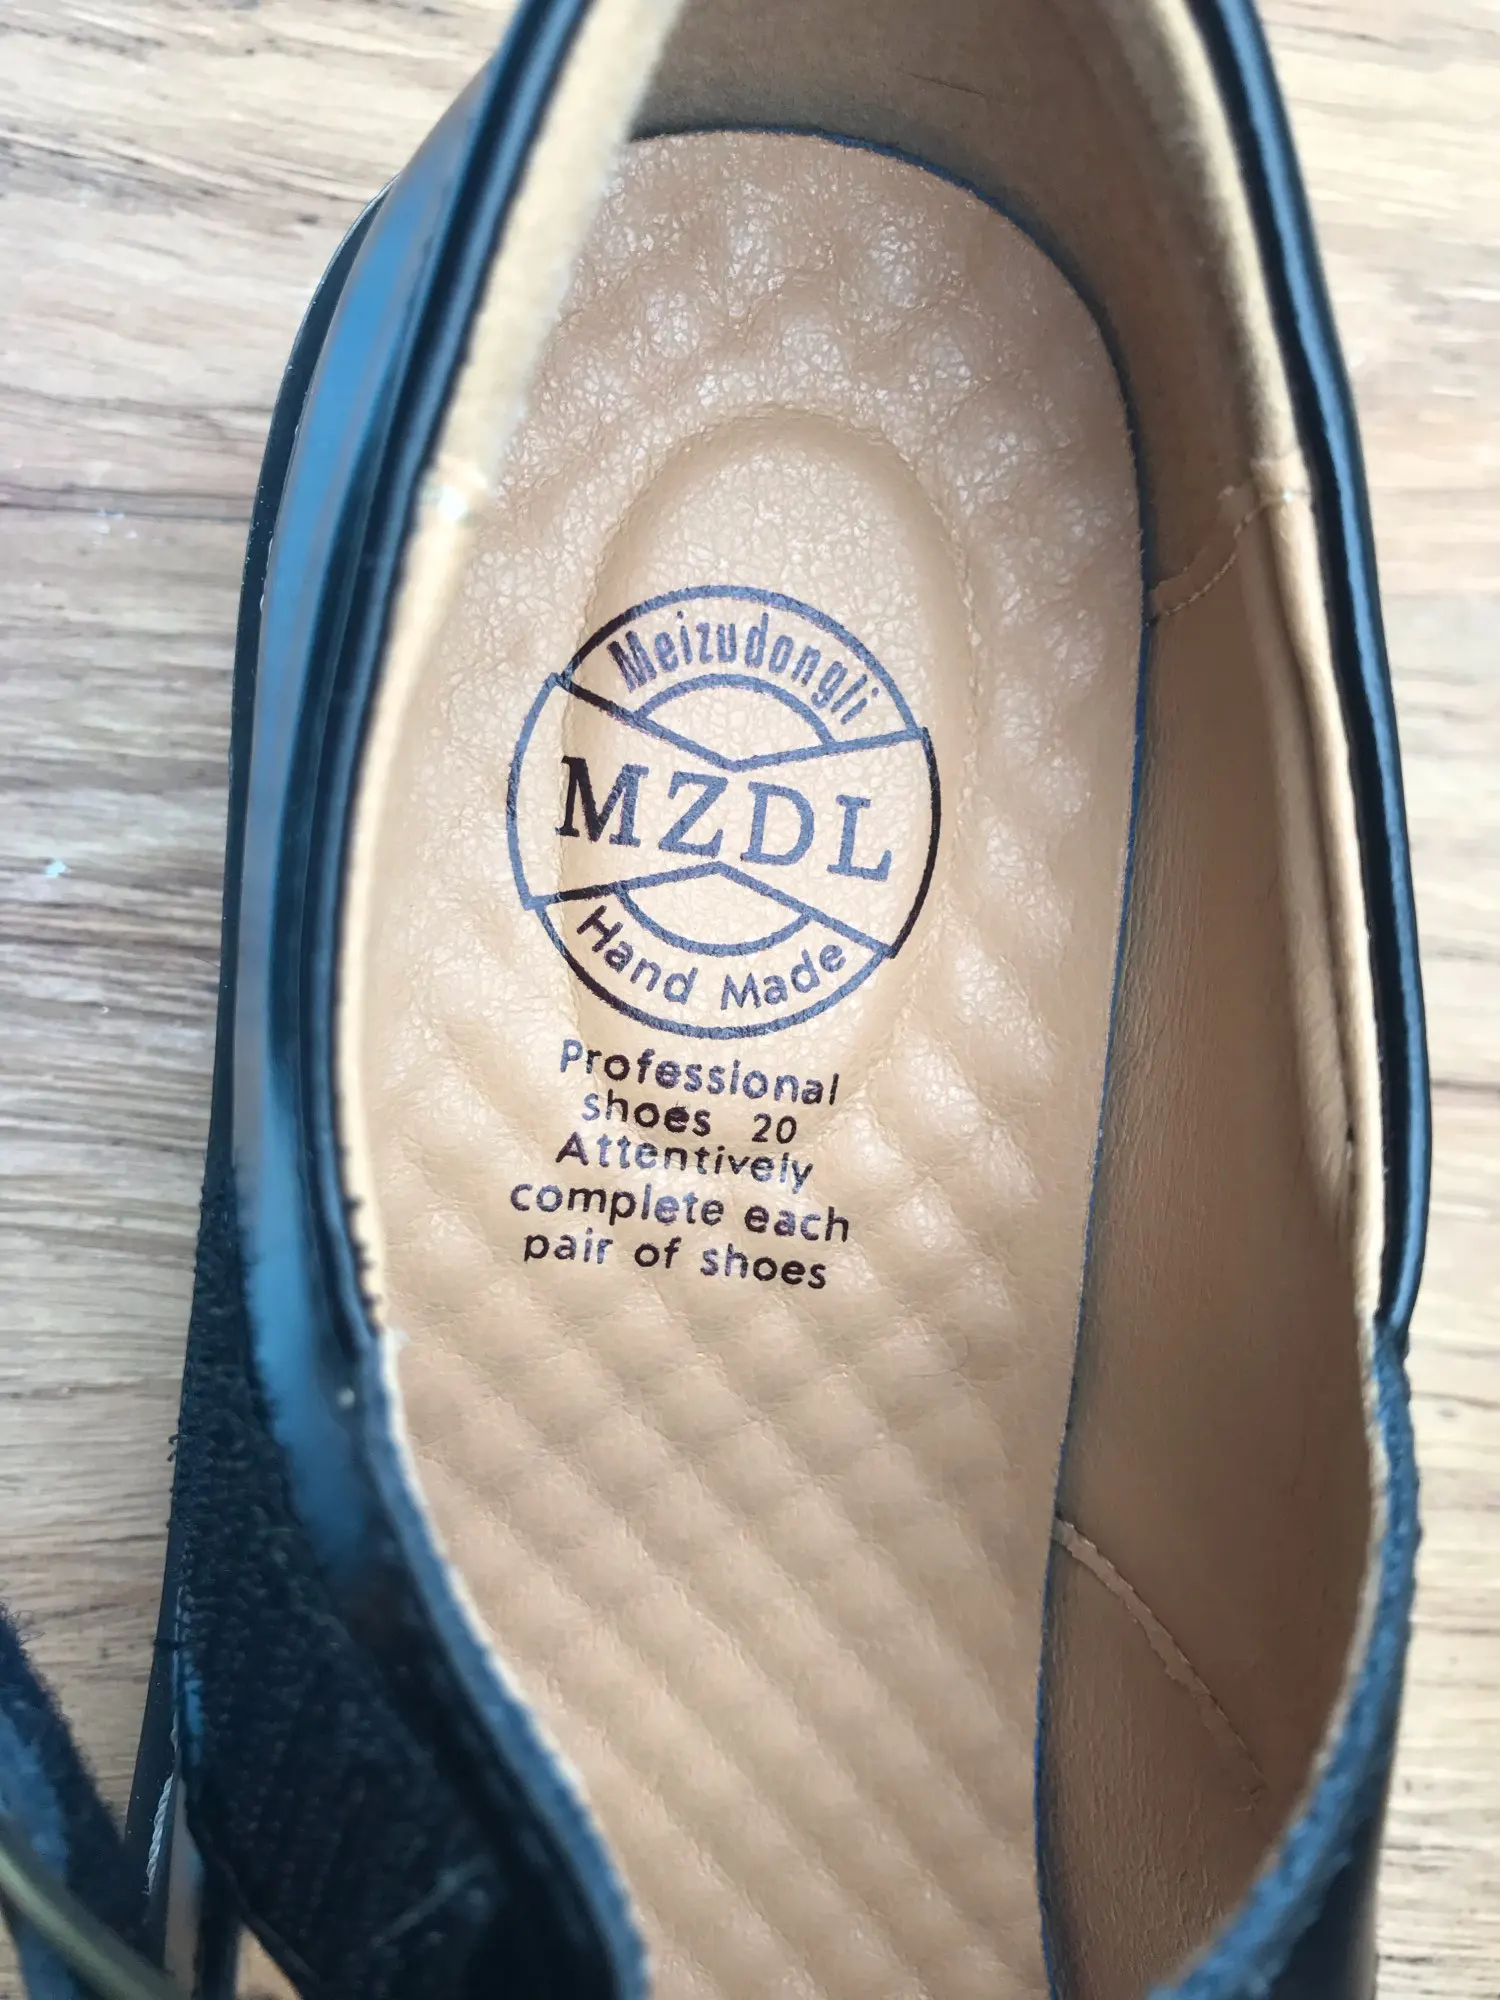 Meizudongli
MZDL
Hand Made
Professional
shoes 20
Attentively
complete each
pair of shoes